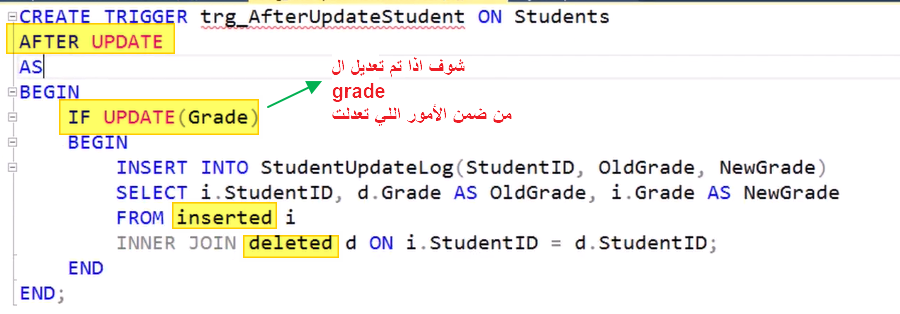 CREATE TRIGGER trg_AfterUpdateStudent ON Students
AFTER UPDATE
AS
شوف اذا تم تعديل ال
grade
من ضمن الأمور اللي تعدلت
BEGIN
IF UPDATE(Grade)
BEGIN
INSERT INTO StudentUpdateLog(StudentID, OldGrade, NewGrade)
SELECT i.StudentID, d.Grade AS OldGrade, i.Grade AS NewGrade
FROM inserted i
INNER JOIN deleted d ON i.StudentID = d.StudentID;
END
END;